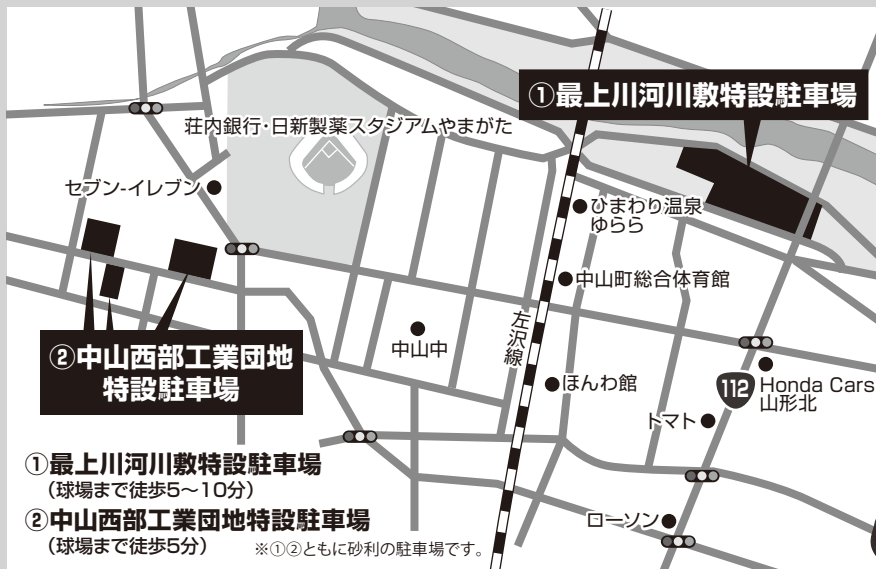 ①最上川河川敷特設駐車場
荘内銀行・日新製薬スタジアムやまがた
セブン-イレブン
ひまわり温泉
ゆらら
中山町総合体育館
左沢線
中山中
②中山西部工業団地
特設駐車場
ほんわ館
112
Honda Cars
山形北
トマト
ローソン
①最上川河川敷特設駐車場
（球場まで徒歩5〜10分）
②中山西部工業団地特設駐車場
（球場まで徒歩5分）
※①②ともに砂利の駐車場です。